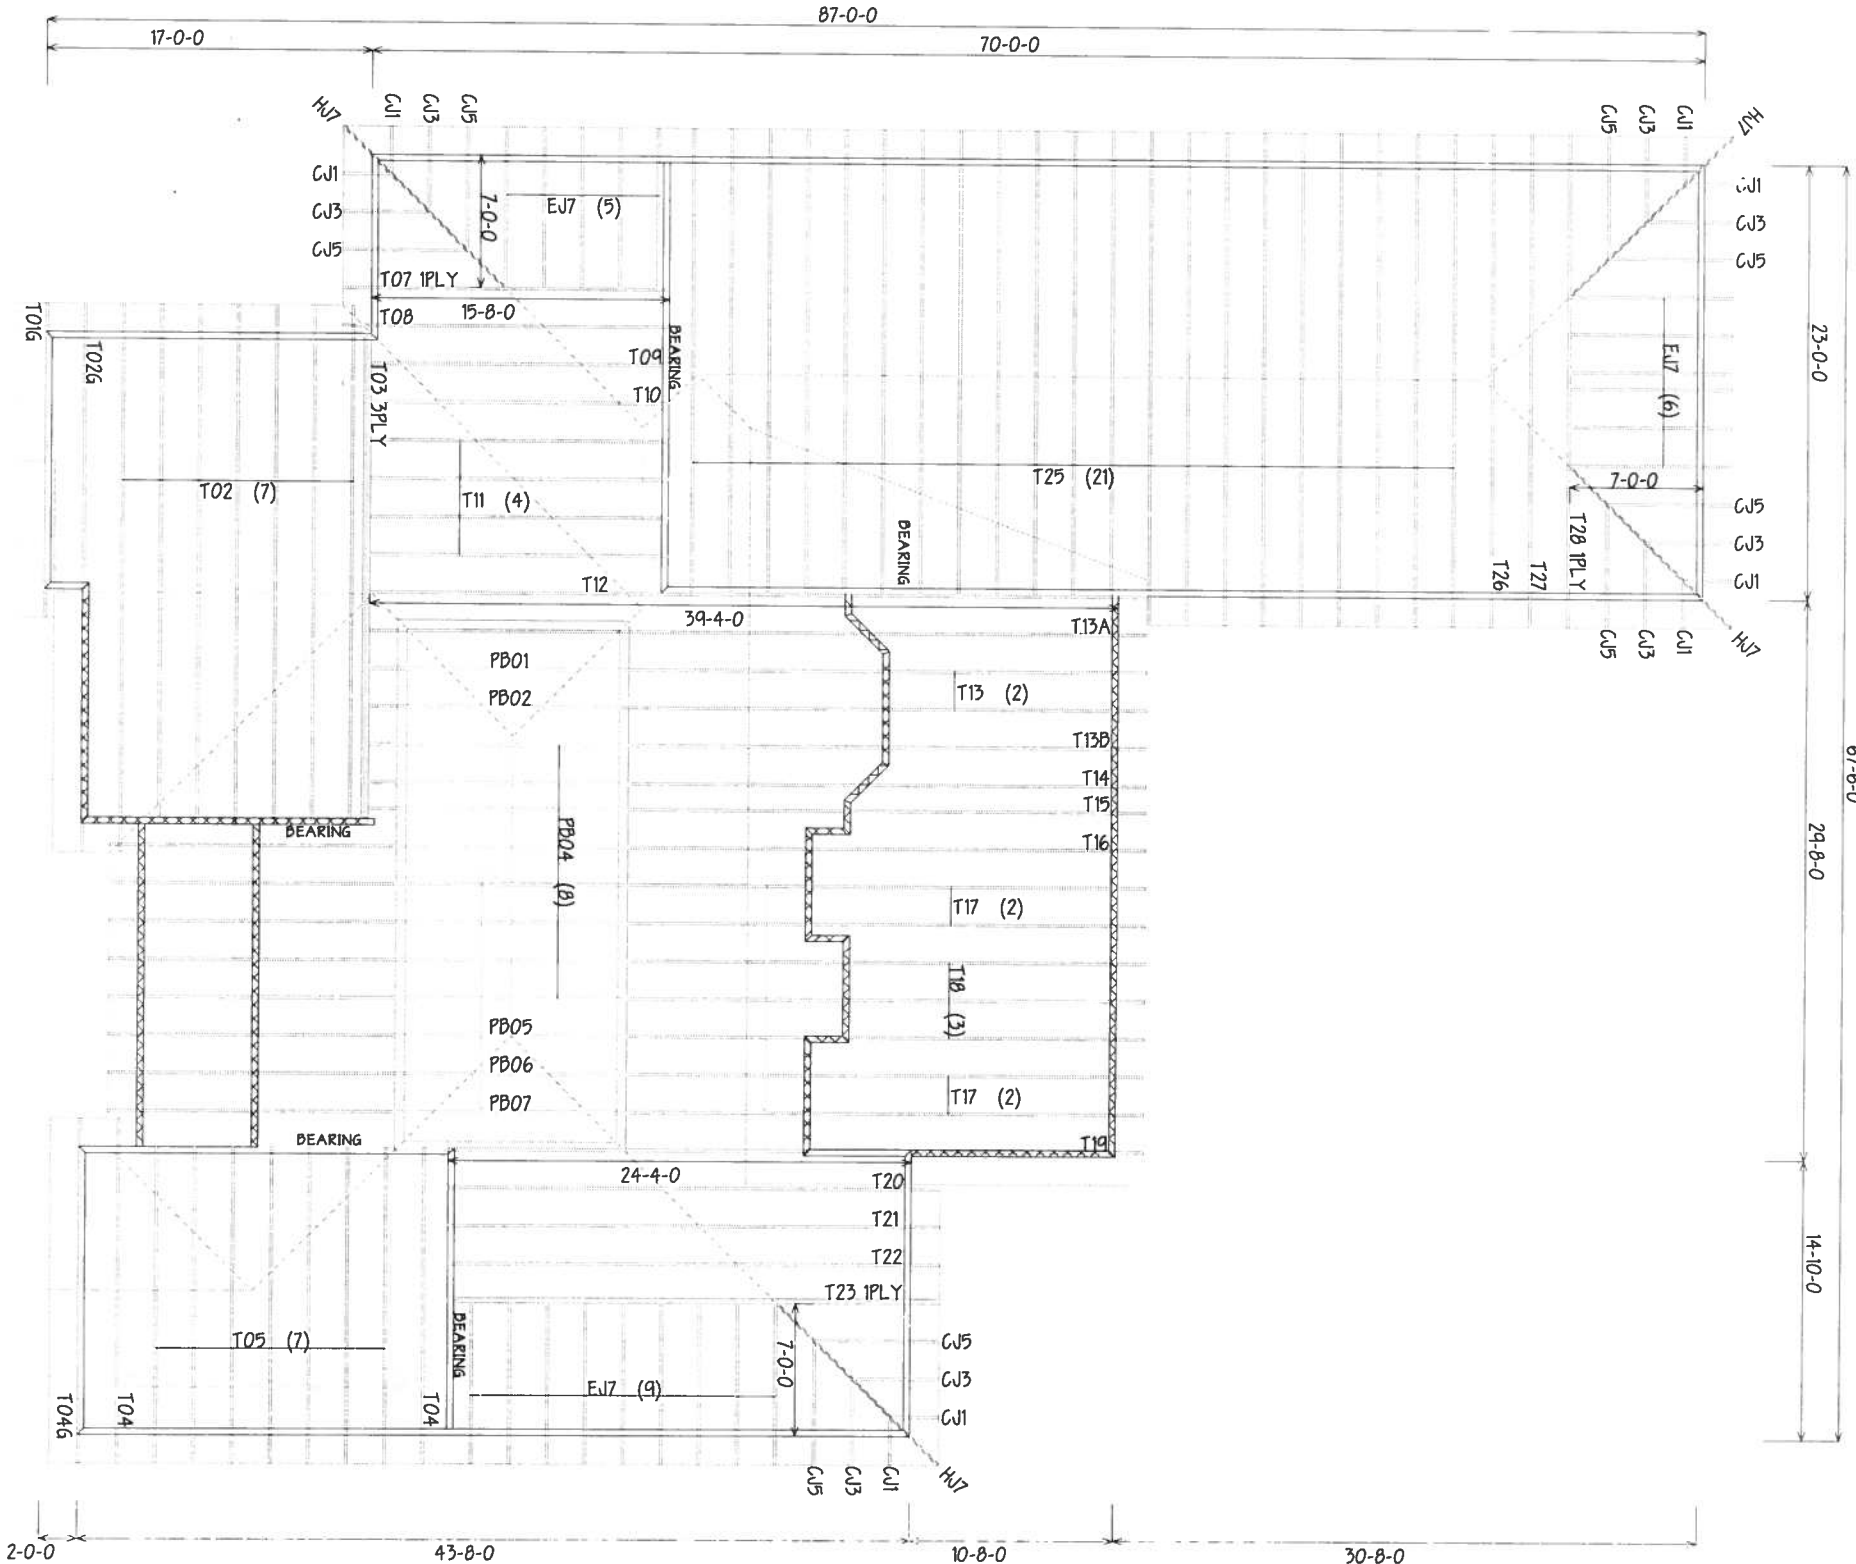 87-0-0
17-0-0
70-0-0
HJ7
CJ1
CJ3
CJ5
CJ5
CJ3
CJ1
HJ7
CJ1
CJ3
CJ5
7-0-0
EJ7 (5)
CJ1
CJ3
CJ5
T07 1PLY
15-8-0
T08
T01G
T02G
T03 3PLY
T09
T10
BEARING
EJ7 (6)
23-0-0
T02 (7)
T11 (4)
T25 (21)
7-0-0
BEARING
CJ5
CJ3
CJ1
T12
T26
T27
T28 1PLY
39-4-0
T13A
CJ5
CJ3
CJ1
HJ7
PB01
PB02
T13 (2)
T13B
T14
T15
T16
67-6-0
BEARING
PB04 (8)
29-8-0
T17 (2)
T18 (3)
PB05
PB06
PB07
T17 (2)
BEARING
T19
24-4-0
T20
T21
T22
T23 1PLY
14-10-0
T05 (7)
BEARING
7-0-0
EJ7 (9)
CJ5
CJ3
CJ1
T04G
T04
T04
CJ5
CJ3
CJ1
HJ7
2-0-0
43-8-0
10-8-0
30-8-0